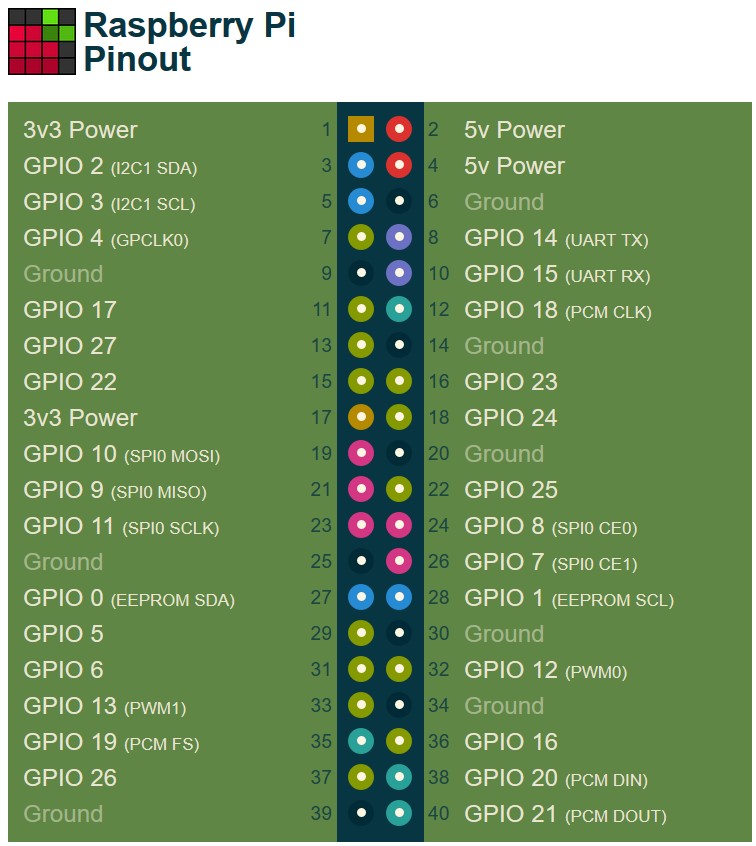 Raspberry Pi
Pinout
3v3 Power 1 2 5v Power
GPIO 2 (I2C1 SDA) 3 4 5v Power
GPIO 3 (I2C1 SCL) 5 6 Ground
GPIO 4 (GPCLK0) 7 8 GPIO 14 (UART TX)
Ground 9 10 GPIO 15 (UART RX)
GPIO 17 11 12 GPIO 18 (PCM CLK)
GPIO 27 13 14 Ground
GPIO 22 15 16 GPIO 23
3v3 Power 17 18 GPIO 24
GPIO 10 (SPI0 MOSI) 19 20 Ground
GPIO 9 (SPI0 MISO) 21 22 GPIO 25
GPIO 11 (SPI0 SCLK) 23 24 GPIO 8 (SPI0 CE0)
Ground 25 26 GPIO 7 (SPI0 CE1)
GPIO 0 (EEPROM SDA) 27 28 GPIO 1 (EEPROM SCL)
GPIO 5 29 30 Ground
GPIO 6 31 32 GPIO 12 (PWM0)
GPIO 13 (PWM1) 33 34 Ground
GPIO 19 (PCM FS) 35 36 GPIO 16
GPIO 26 37 38 GPIO 20 (PCM DIN)
Ground 39 40 GPIO 21 (PCM DOUT)